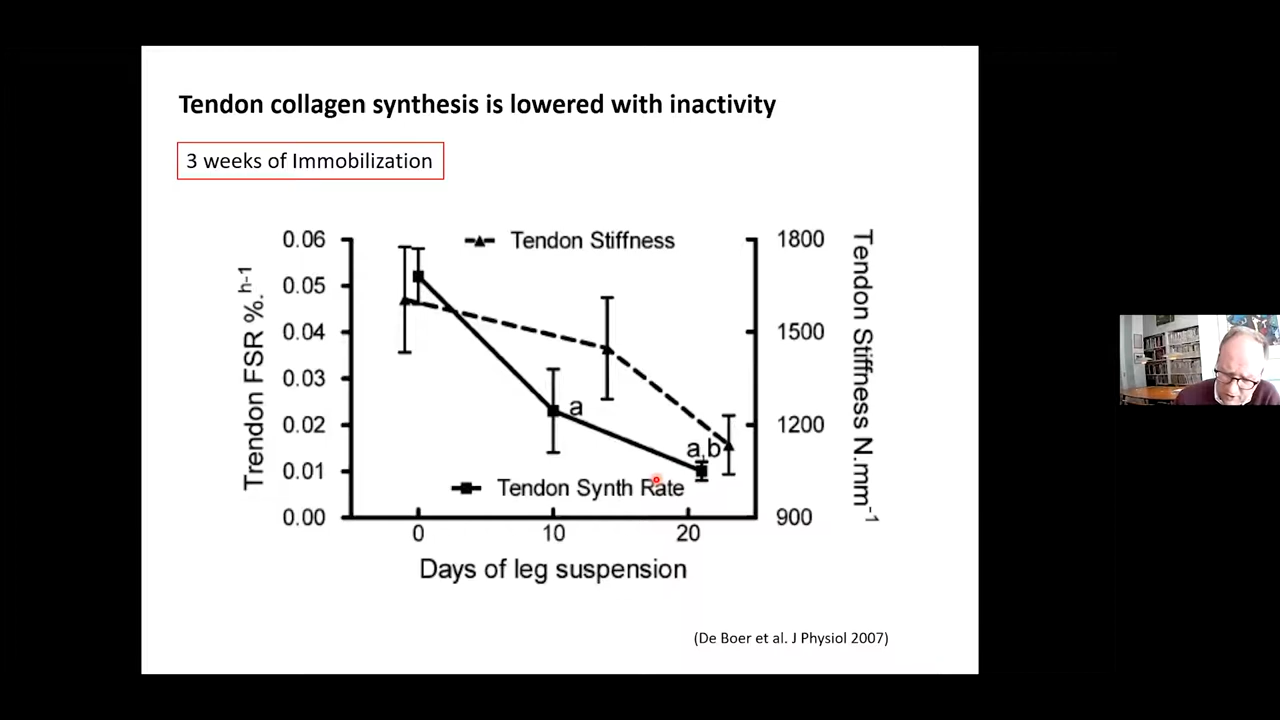 Tendon collagen synthesis is lowered with inactivity
3 weeks of Immobilization
Tendon Stiffness
Tendon Synth Rate
Trendon FSR %.h-1
0.06
0.05
0.04
0.03
0.02
0.01
0.00
1800
1500
1200
900
Tendon Stiffness N.mm-1
a
a,b
0
10
20
Days of leg suspension
(De Boer et al. J Physiol 2007)